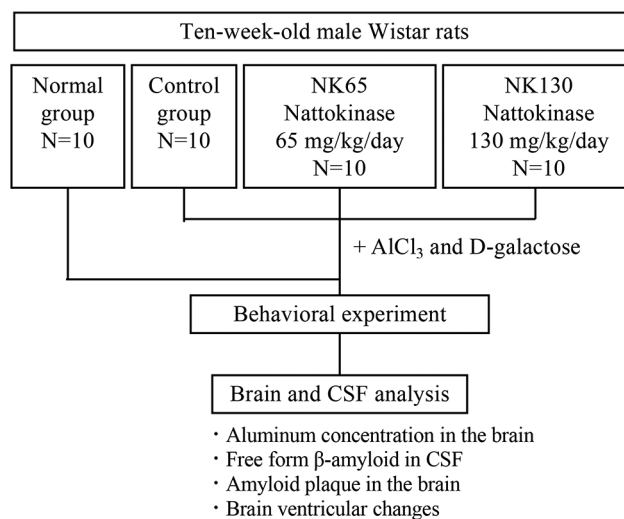 Ten-week-old male Wistar rats
Normal
group
N=10
Control
group
N=10
NK65
Nattokinase
65 mg/kg/day
N=10
NK130
Nattokinase
130 mg/kg/day
N=10
+ AlCl₃ and D-galactose
Behavioral experiment
Brain and CSF analysis
・Aluminum concentration in the brain
・Free form β-amyloid in CSF
・Amyloid plaque in the brain
・Brain ventricular changes